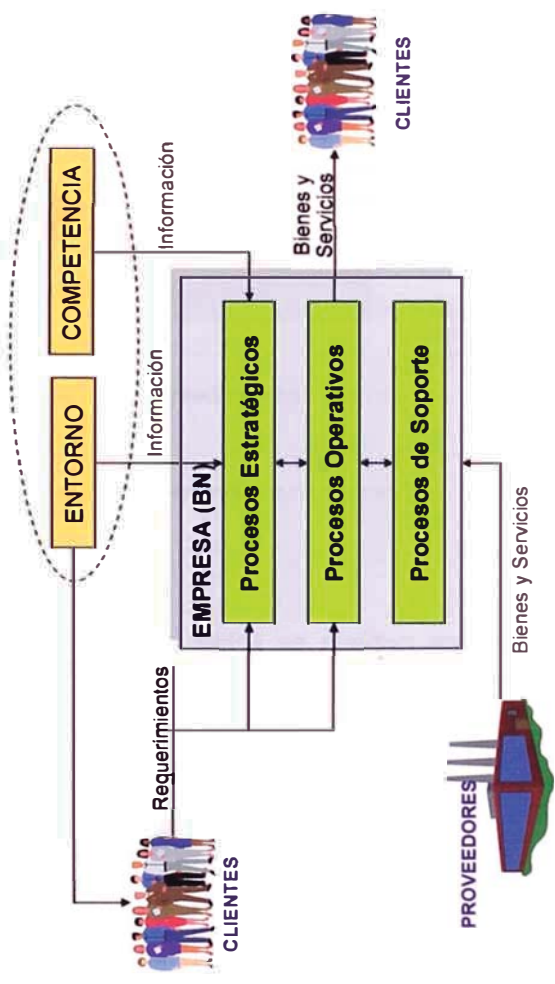 ENTORNO
COMPETENCIA
Información
Información
Requerimientos
CLIENTES
EMPRESA (BN)
Procesos Estratégicos
Procesos Operativos
Procesos de Soporte
Bienes y
Servicios
CLIENTES
PROVEEDORES
Bienes y Servicios